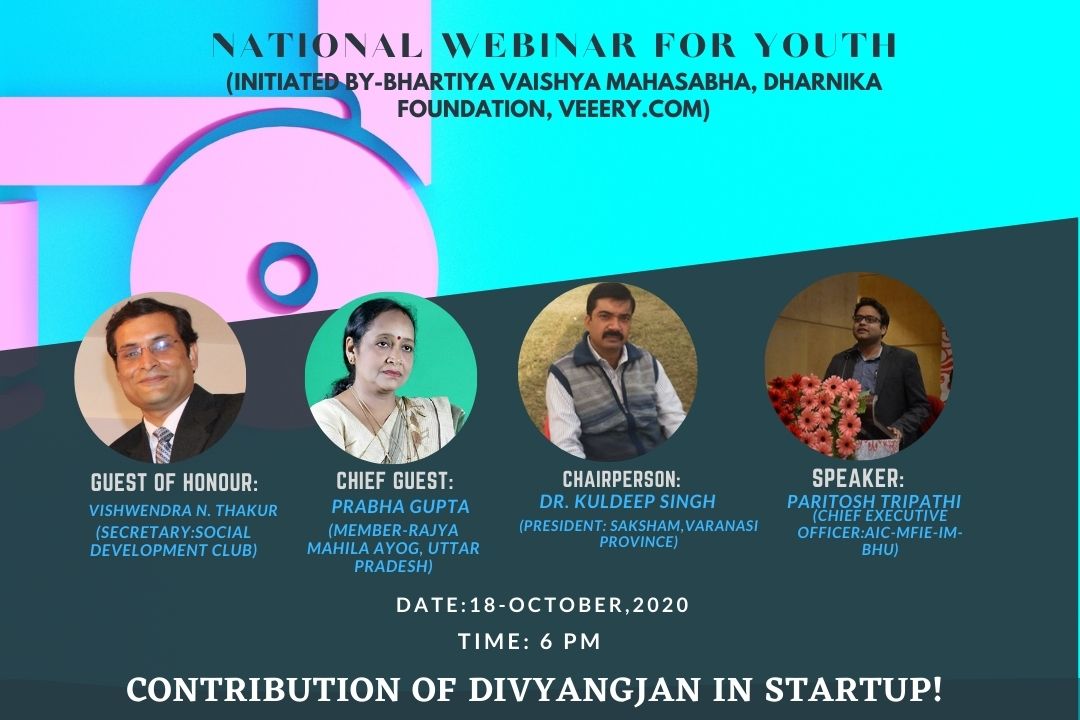 NATIONAL WEBINAR FOR YOUTH
(INITIATED BY-BHARTIYA VAISHYA MAHASABHA, DHARNIKA
FOUNDATION, VEEERY.COM)
GUEST OF HONOUR:
VISHWENDRA N. THAKUR
(SECRETARY:SOCIAL
DEVELOPMENT CLUB)
CHIEF GUEST:
PRABHA GUPTA
(MEMBER-RAJYA
MAHILA AYOG, UTTAR
PRADESH)
CHAIRPERSON:
DR. KULDEEP SINGH
(PRESIDENT: SAKSHAM,VARANASI
PROVINCE)
SPEAKER:
PARITOSH TRIPATHI
(CHIEF EXECUTIVE
OFFICER:AIC-MFIE-IM-
BHU)
DATE:18-OCTOBER,2020
TIME: 6 PM
CONTRIBUTION OF DIVYANGJAN IN STARTUP!